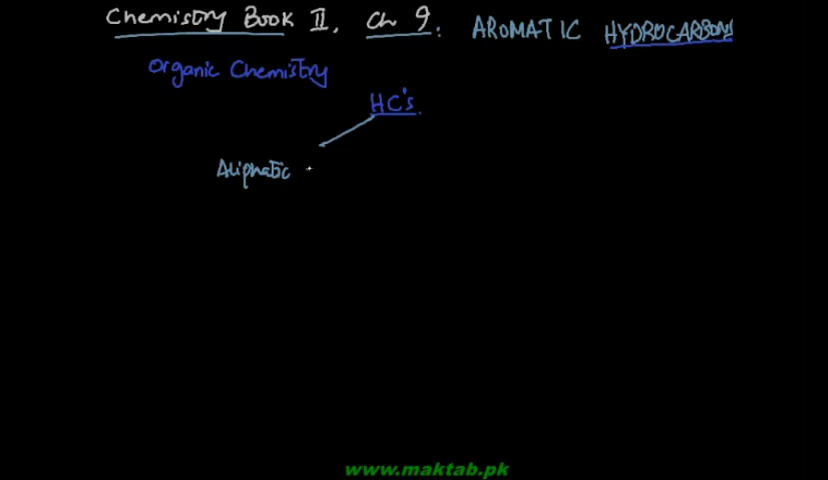 Chemistry Book II, Ch 9: AROMATIC HYDROCARBONS
Organic Chemistry
HC's.
Aliphatic
www.maktab.pk